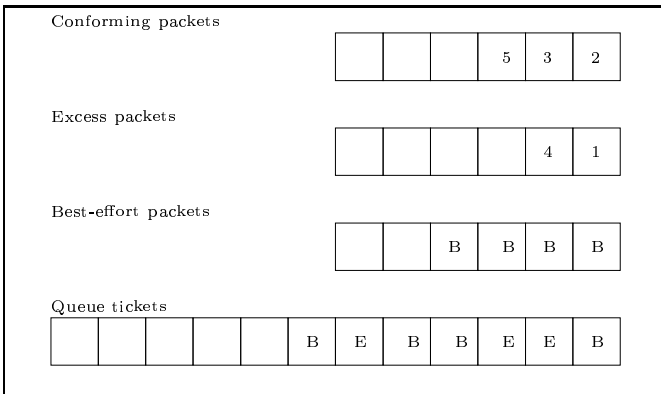 Conforming packets
5 3 2
Excess packets
4 1
Best-effort packets
B B B B
Queue tickets
B E B B E E B